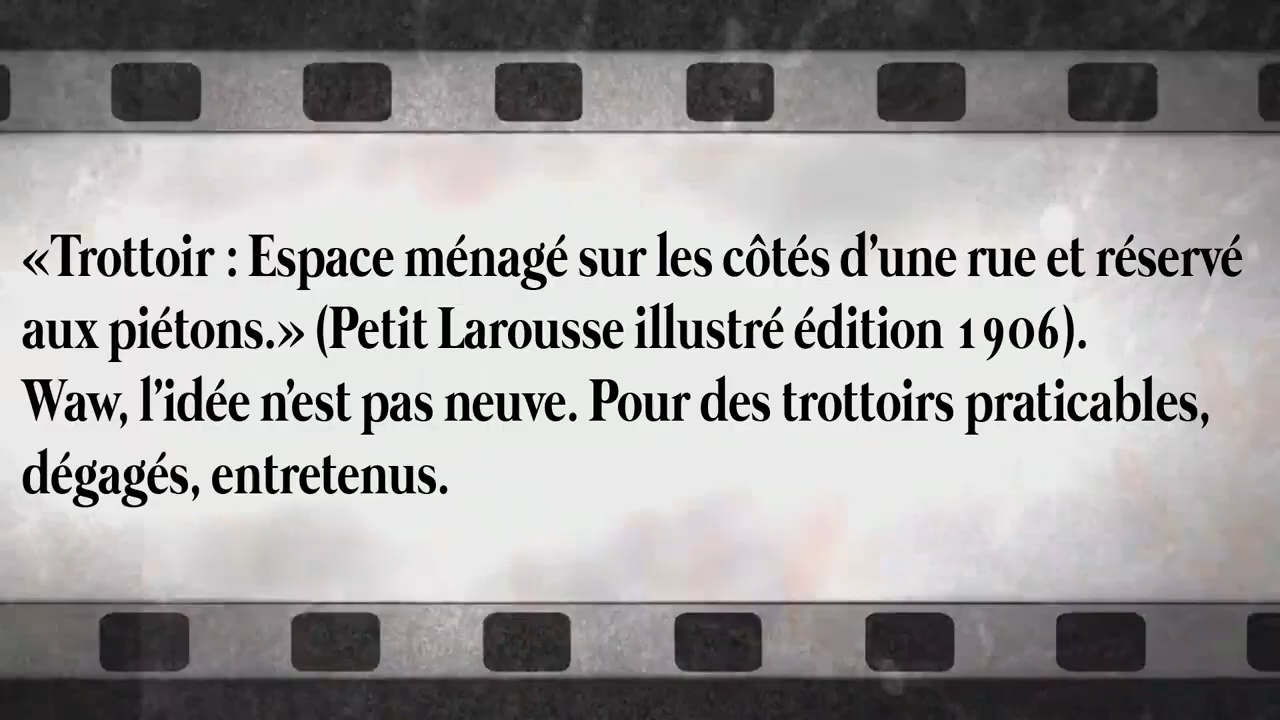 «Trottoir : Espace ménagé sur les côtés d’une rue et réservé
aux piétons.» (Petit Larousse illustré édition 1906).
Waw, l’idée n’est pas neuve. Pour des trottoirs praticables,
dégagés, entretenus.